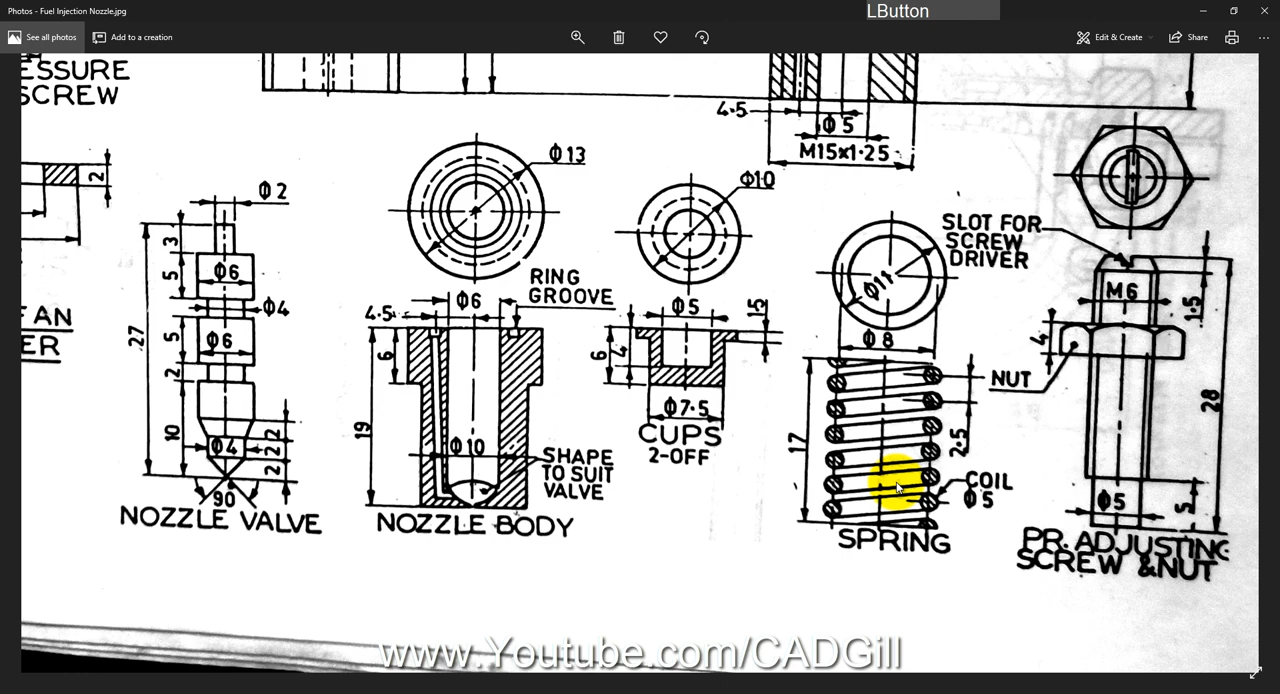 Photos - Fuel Injection Nozzle.jpg
LButton
See all photos
Add to a creation
Edit & Create
Share
ESSURE
SCREW
2
4.5
Φ5
M15x1.25
Φ13
Φ10
Φ2
3
5
Φ6
Φ4
27
5
Φ6
2
10
Φ4
2
2
2
90
NOZZLE VALVE
F AN
ER
RING
GROOVE
Φ6
4.5
6
19
Φ10
SHAPE
TO SUIT
VALVE
NOZZLE BODY
Φ5
1.5
6
4
Φ7.5
CUPS
2-OFF
SLOT FOR
SCREW
DRIVER
Φ11
Φ8
17
2.5
COIL
Φ5
SPRING
M6
1.5
4
NUT
28
Φ5
5
PR. ADJUSTING
SCREW & NUT
www.Youtube.com/CADGill